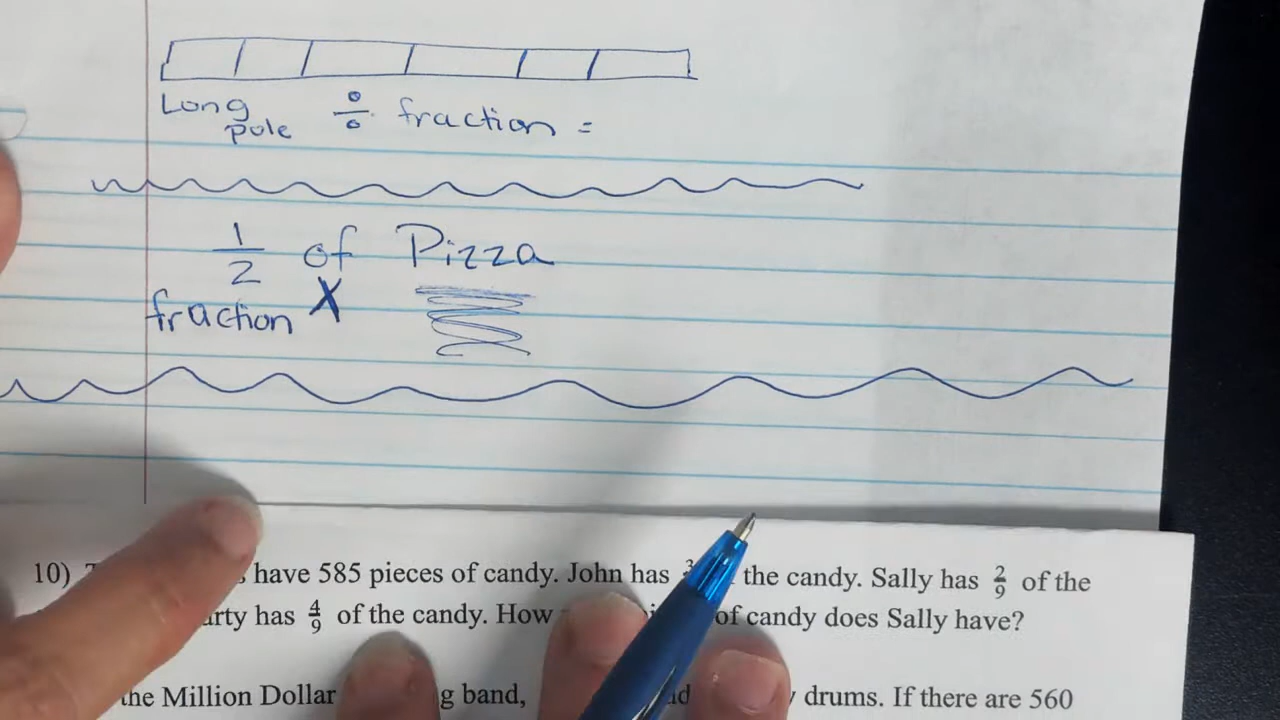 Long
pole ÷ fraction =
1/2 of Pizza
fraction X
10) have 585 pieces of candy. John has the candy. Sally has 2/9 of the
has 4/9 of the candy. How of candy does Sally have?
the Million Dollar band, drums. If there are 560